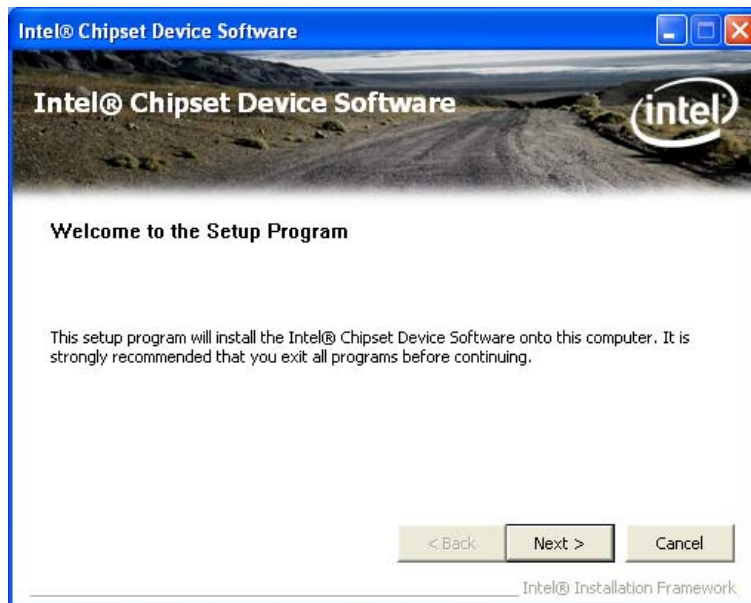 Intel® Chipset Device Software
Intel® Chipset Device Software
intel
Welcome to the Setup Program
This setup program will install the Intel® Chipset Device Software onto this computer. It is
strongly recommended that you exit all programs before continuing.
< Back
Next >
Cancel
Intel® Installation Framework